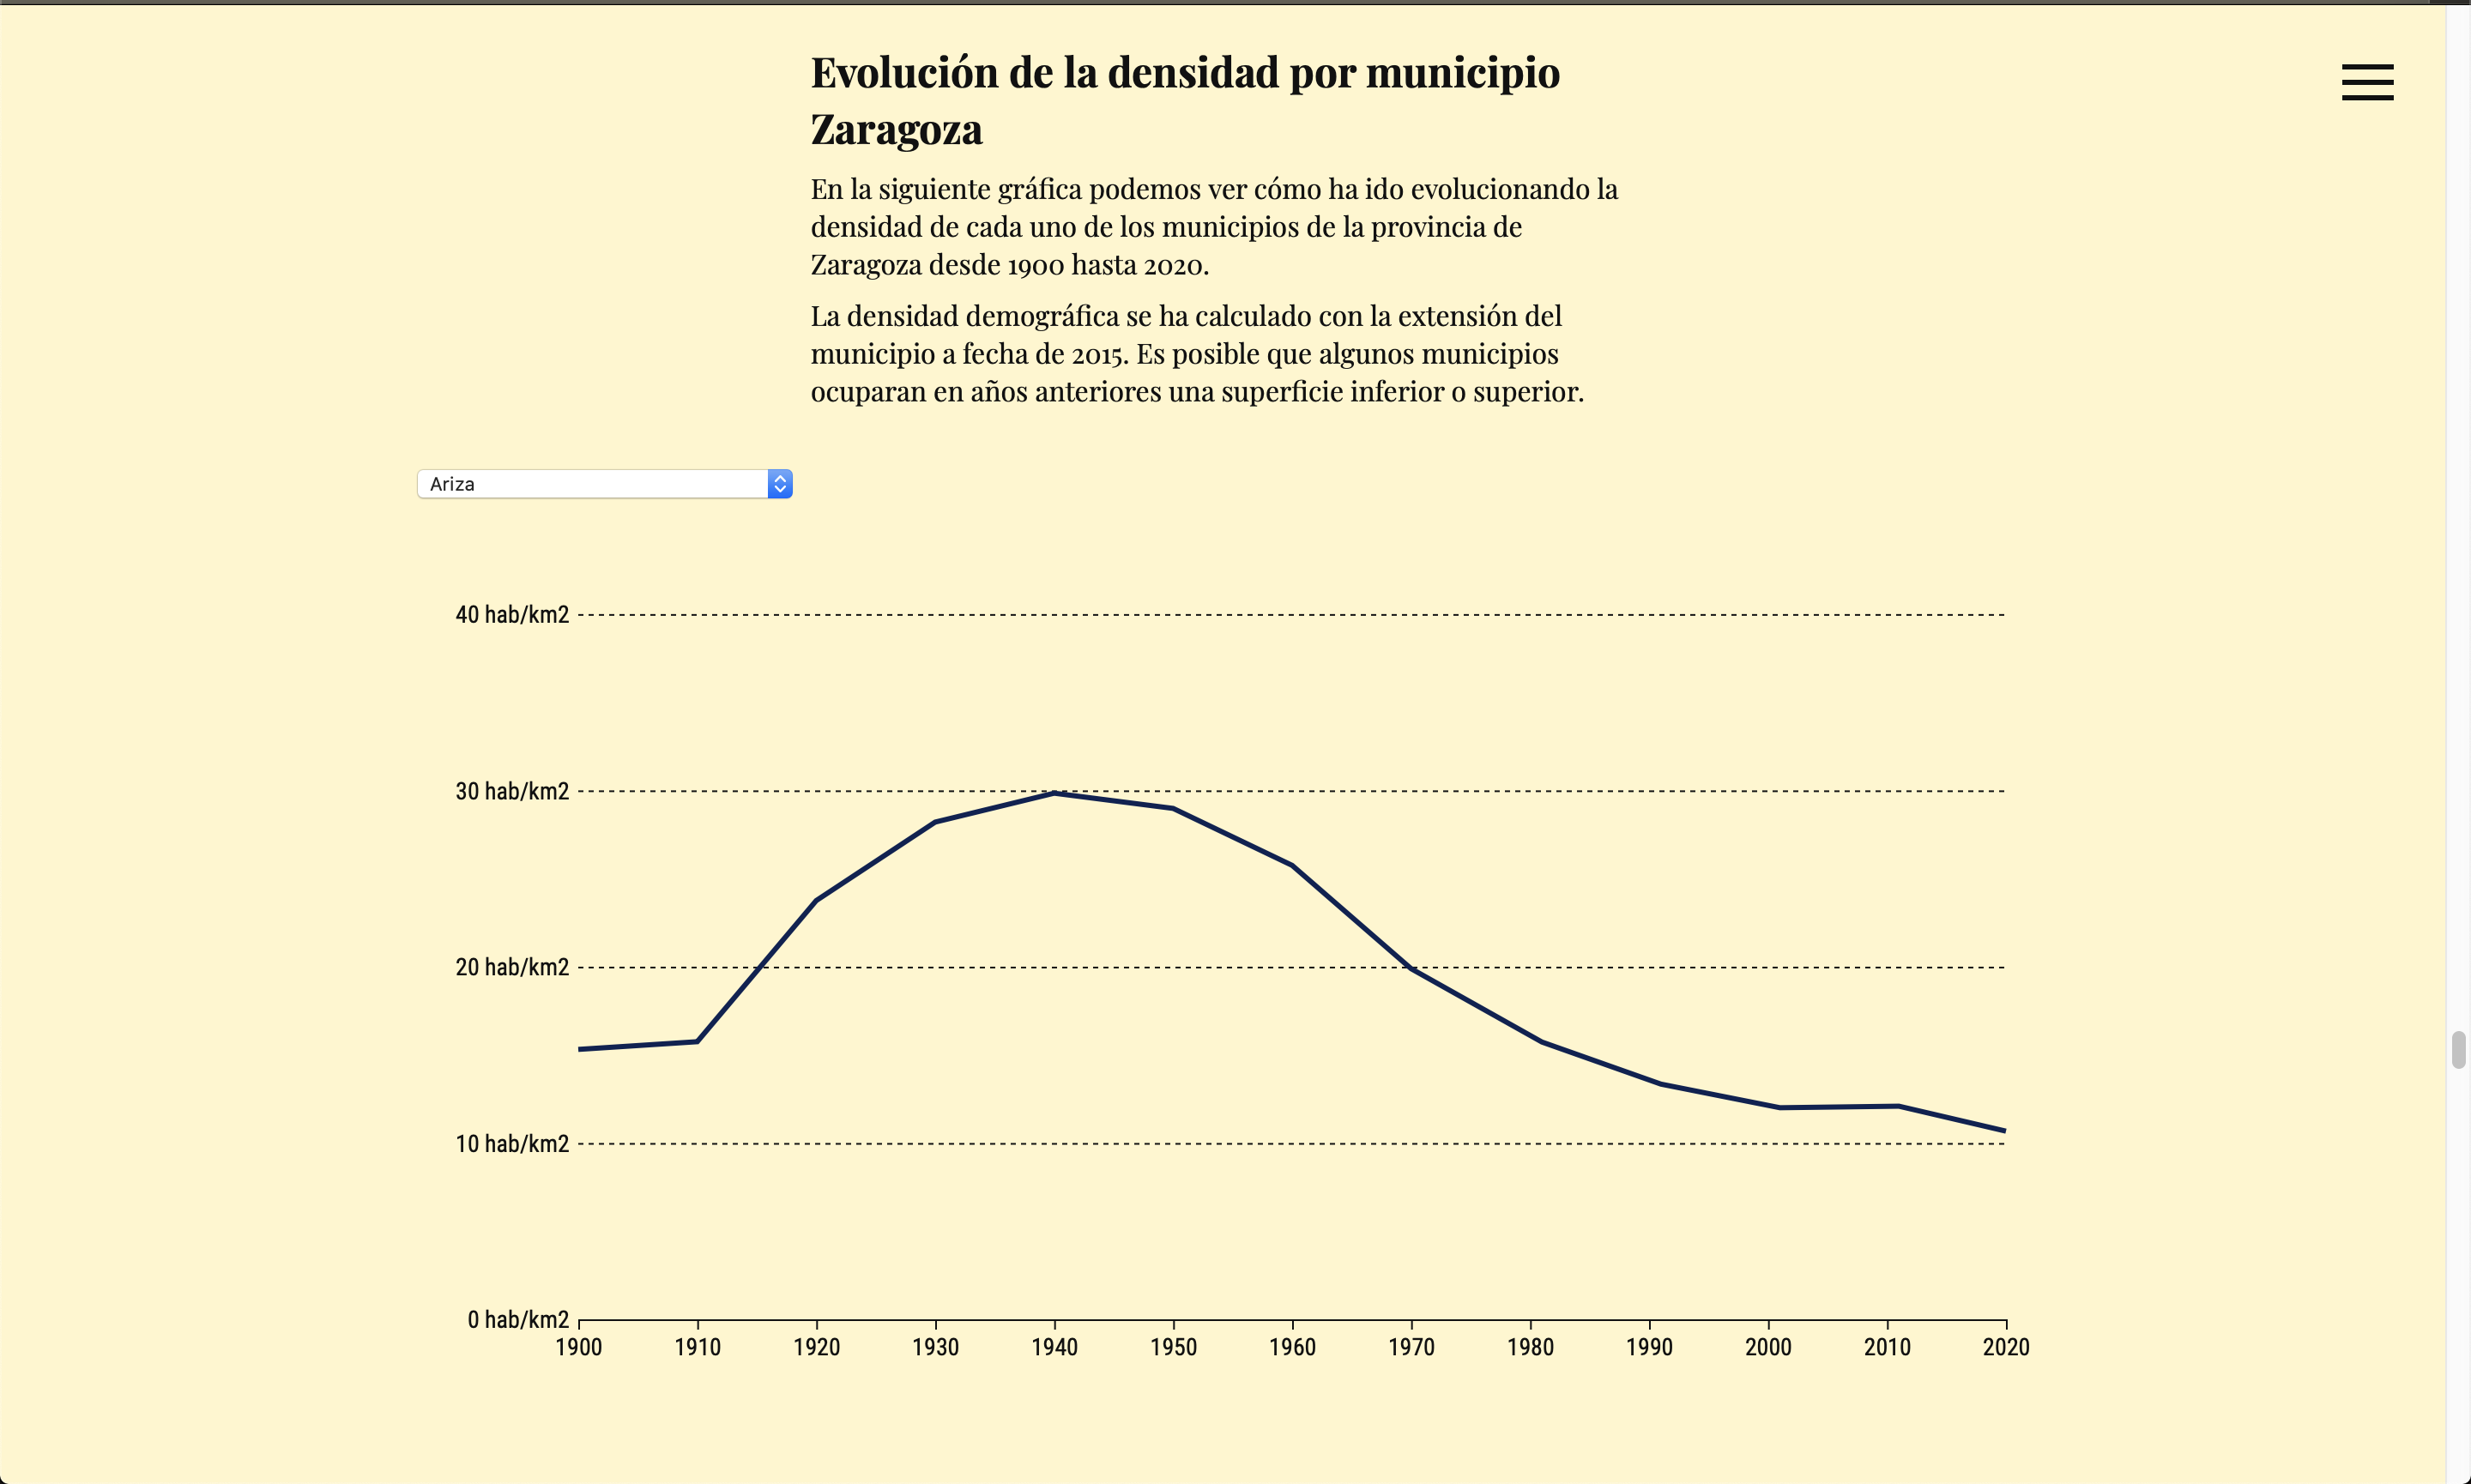 Evolución de la densidad por municipio
Zaragoza
En la siguiente gráfica podemos ver cómo ha ido evolucionando la
densidad de cada uno de los municipios de la provincia de
Zaragoza desde 1900 hasta 2020.
La densidad demográfica se ha calculado con la extensión del
municipio a fecha de 2015. Es posible que algunos municipios
ocuparan en años anteriores una superficie inferior o superior.
Ariza
40 hab/km2
30 hab/km2
20 hab/km2
10 hab/km2
0 hab/km2
1900 1910 1920 1930 1940 1950 1960 1970 1980 1990 2000 2010 2020